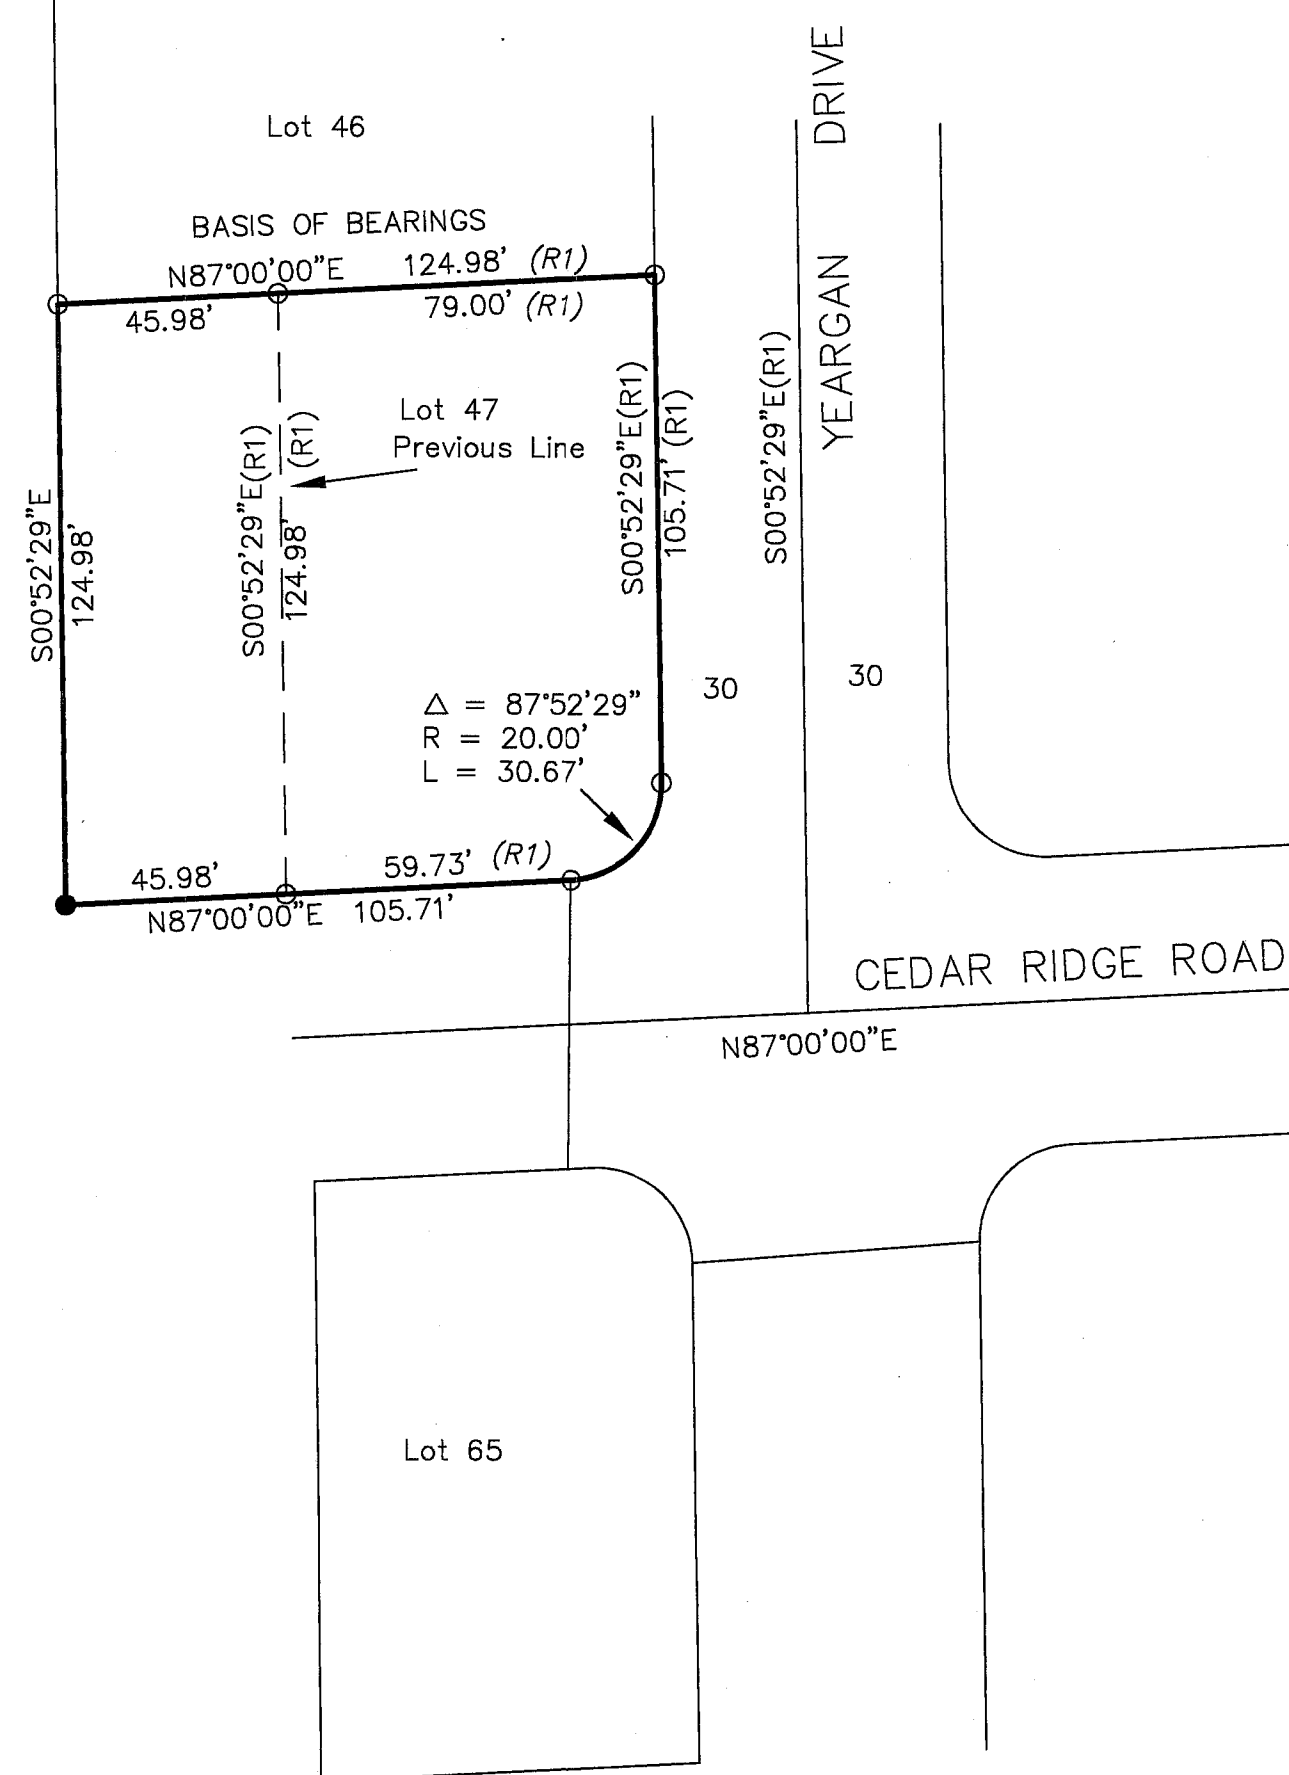 DRIVE
YEARGAN
Lot 46
BASIS OF BEARINGS
N87°00'00"E 124.98' (R1)
45.98' 79.00' (R1)
S00°52'29"E
124.98'
S00°52'29"E(R1)
124.98' (R1)
Lot 47
Previous Line
S00°52'29"E(R1)
105.71' (R1)
S00°52'29"E(R1)
30
30
Δ = 87°52'29"
R = 20.00'
L = 30.67'
45.98' 59.73' (R1)
N87°00'00"E 105.71'
CEDAR RIDGE ROAD
N87°00'00"E
Lot 65